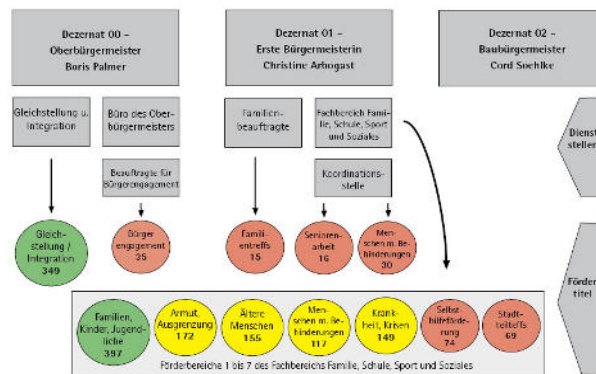 Dezernat 00 –
Oberbürgermeister
Boris Palmer
Dezernat 01 –
Erste Bürgermeisterin
Christine Arbogast
Dezernat 02 –
Baubürgermeister
Cord Soehlke
Gleichstellung u.
Integration
Büro des Ober-
bürgermeisters
Familien-
beauftragte
Fachbereich Fami-
lie, Schule, Sport
und Soziales
Dienst
stellen
Beauftragte für
Bürgerengagement
Koordinations-
stelle
Gleich-
stellung /
Integration
349
Bürger
engagement
35
Famili-
entreffs
15
Senioren-
arbeit
16
Men-
schen m. Be-
hinderungen
30
Förder
titel
Familien,
Kinder, Jugend-
liche
397
Armut,
Ausgrenzung
172
Ältere
Menschen
155
Men-
schen m. Be-
hinderungen
117
Krank-
heit, Krisen
149
Selbst-
hilfeförde-
rung
74
Stadt-
teiltreffs
69
Förderbereiche 1 bis 7 des Fachbereichs Familie, Schule, Sport und Soziales